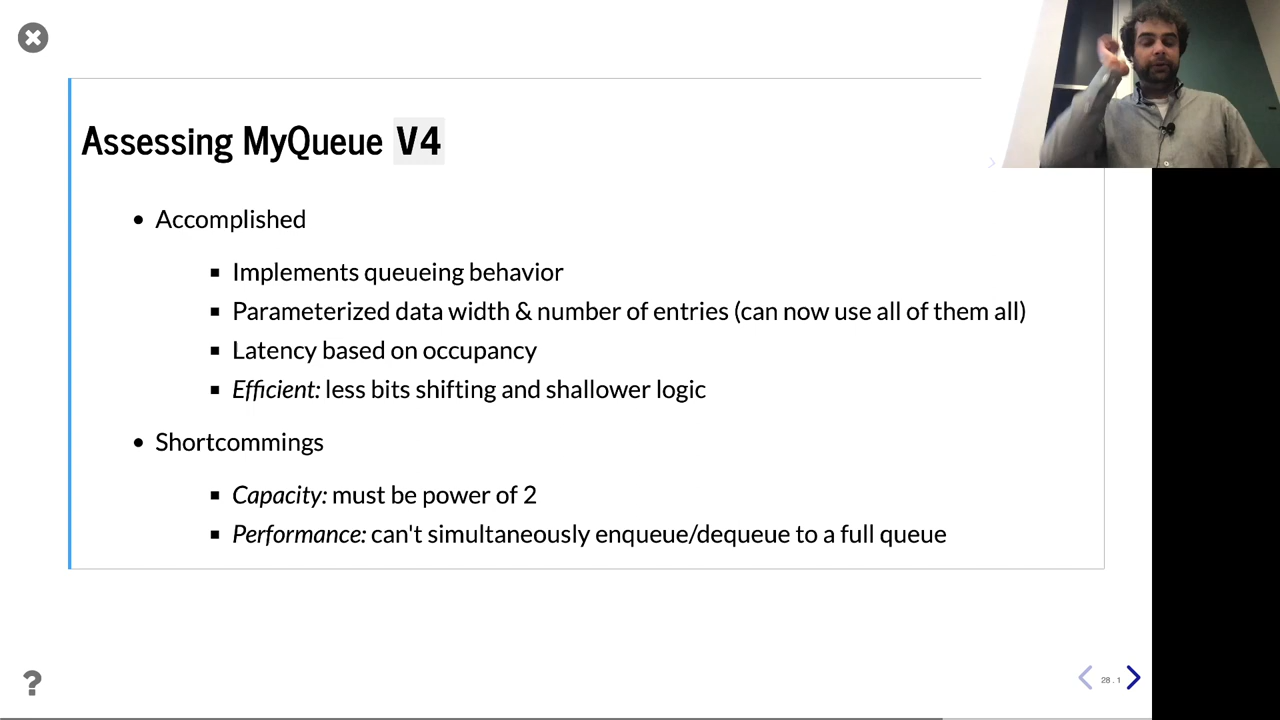 Assessing MyQueue V4
• Accomplished
▪ Implements queueing behavior
▪ Parameterized data width & number of entries (can now use all of them all)
▪ Latency based on occupancy
▪ Efficient: less bits shifting and shallower logic
• Shortcommings
▪ Capacity: must be power of 2
▪ Performance: can't simultaneously enqueue/dequeue to a full queue
?
28 . 1